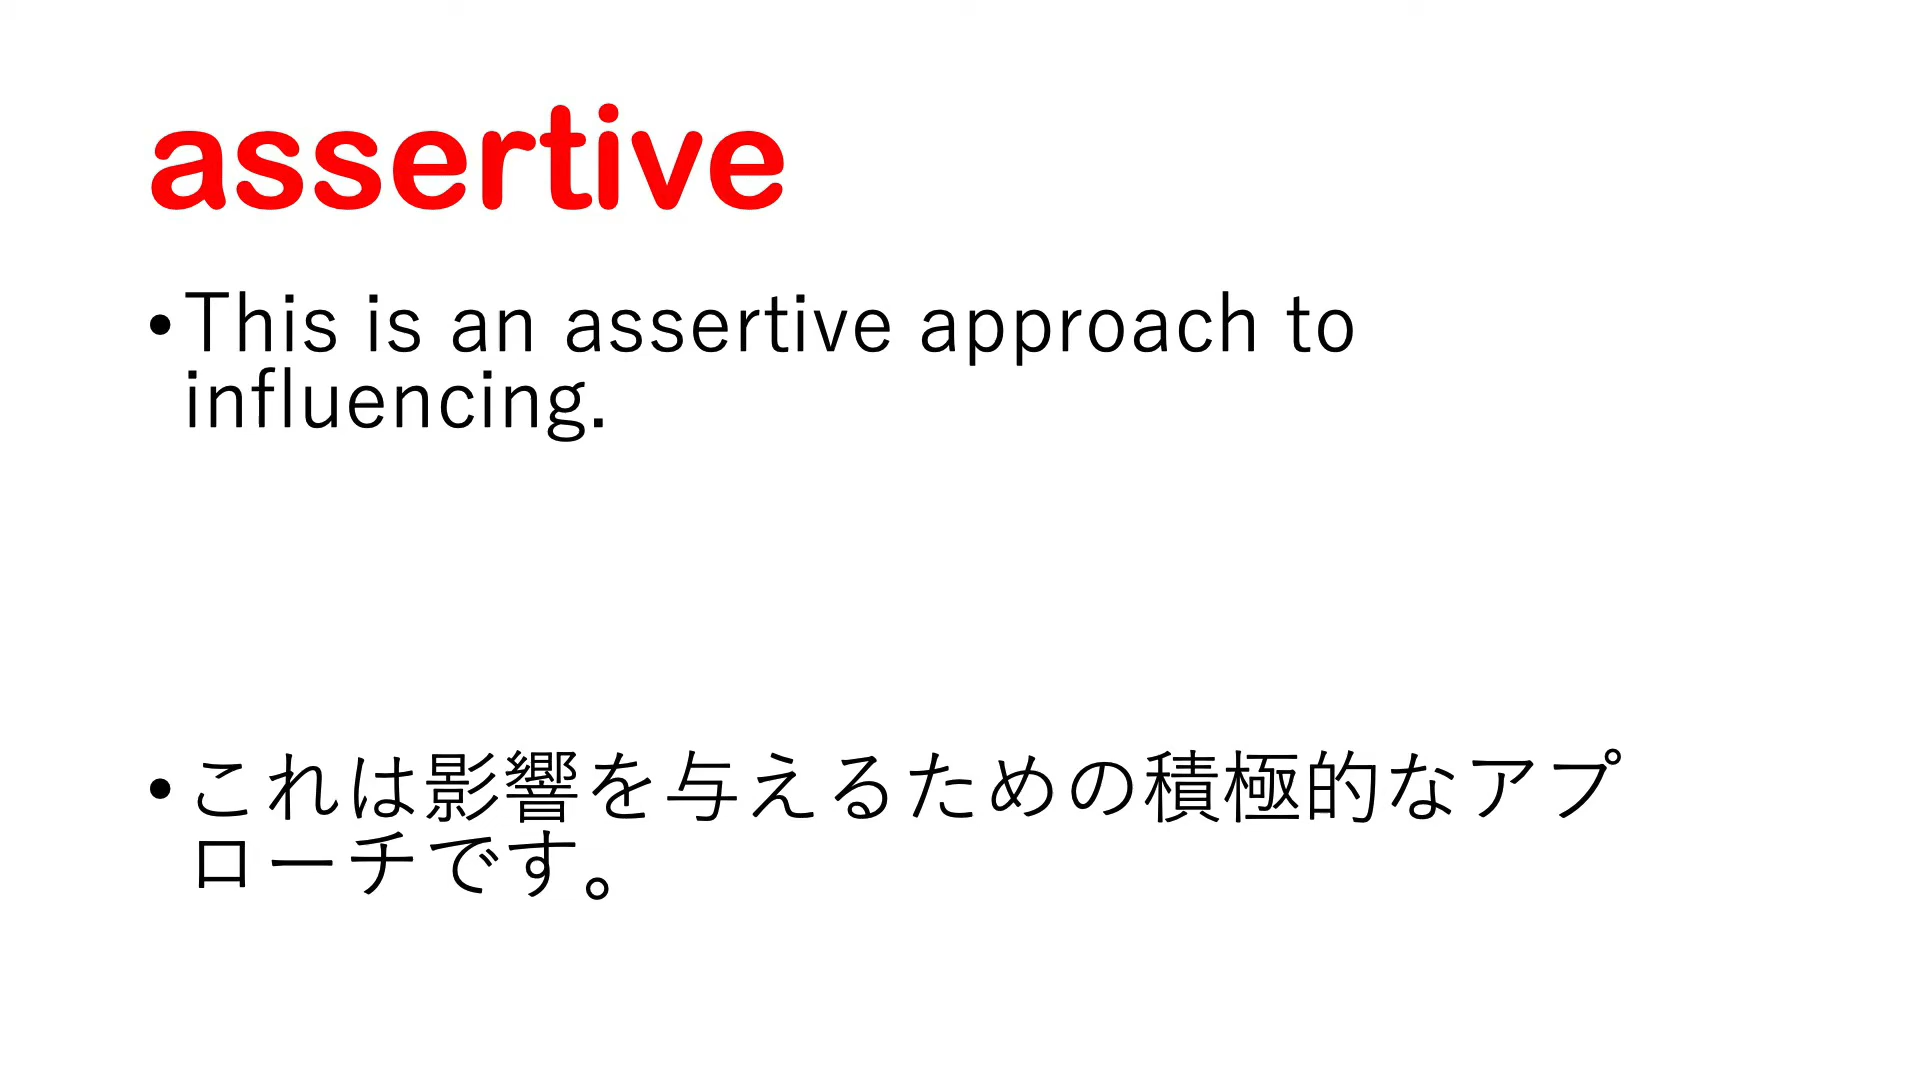 assertive
•This is an assertive approach to
influencing.
•これは影響を与えるための積極的なアプ
ローチです。